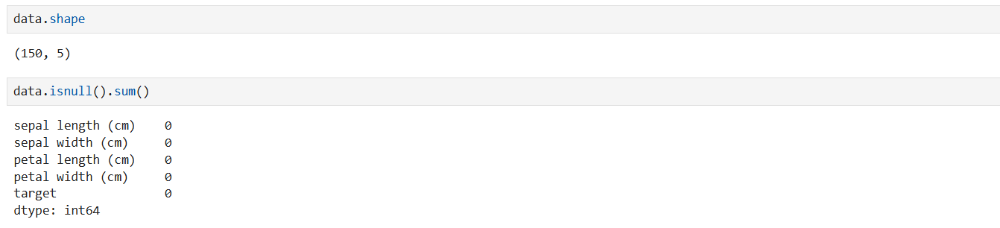 data.shape
(150, 5)
data.isnull().sum()
sepal length (cm)    0
sepal width (cm)     0
petal length (cm)    0
petal width (cm)     0
target               0
dtype: int64